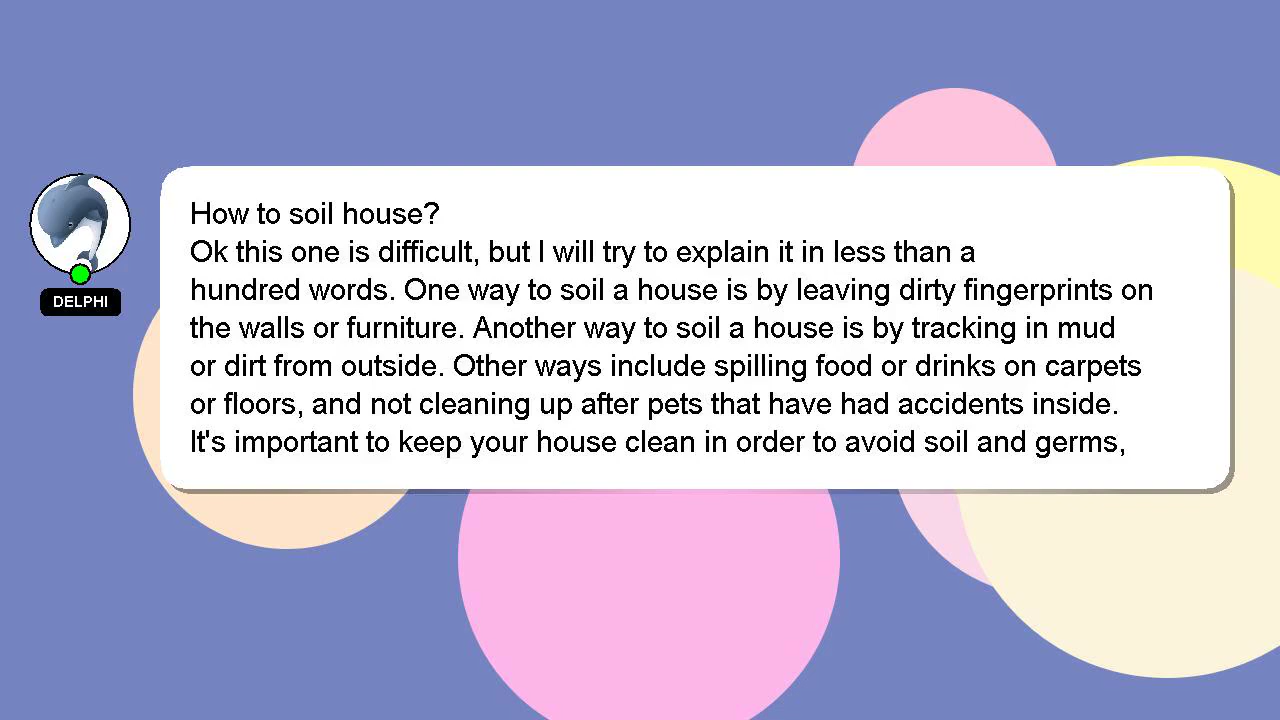 How to soil house?
Ok this one is difficult, but I will try to explain it in less than a
hundred words. One way to soil a house is by leaving dirty fingerprints on
the walls or furniture. Another way to soil a house is by tracking in mud
or dirt from outside. Other ways include spilling food or drinks on carpets
or floors, and not cleaning up after pets that have had accidents inside.
It's important to keep your house clean in order to avoid soil and germs,
DELPHI